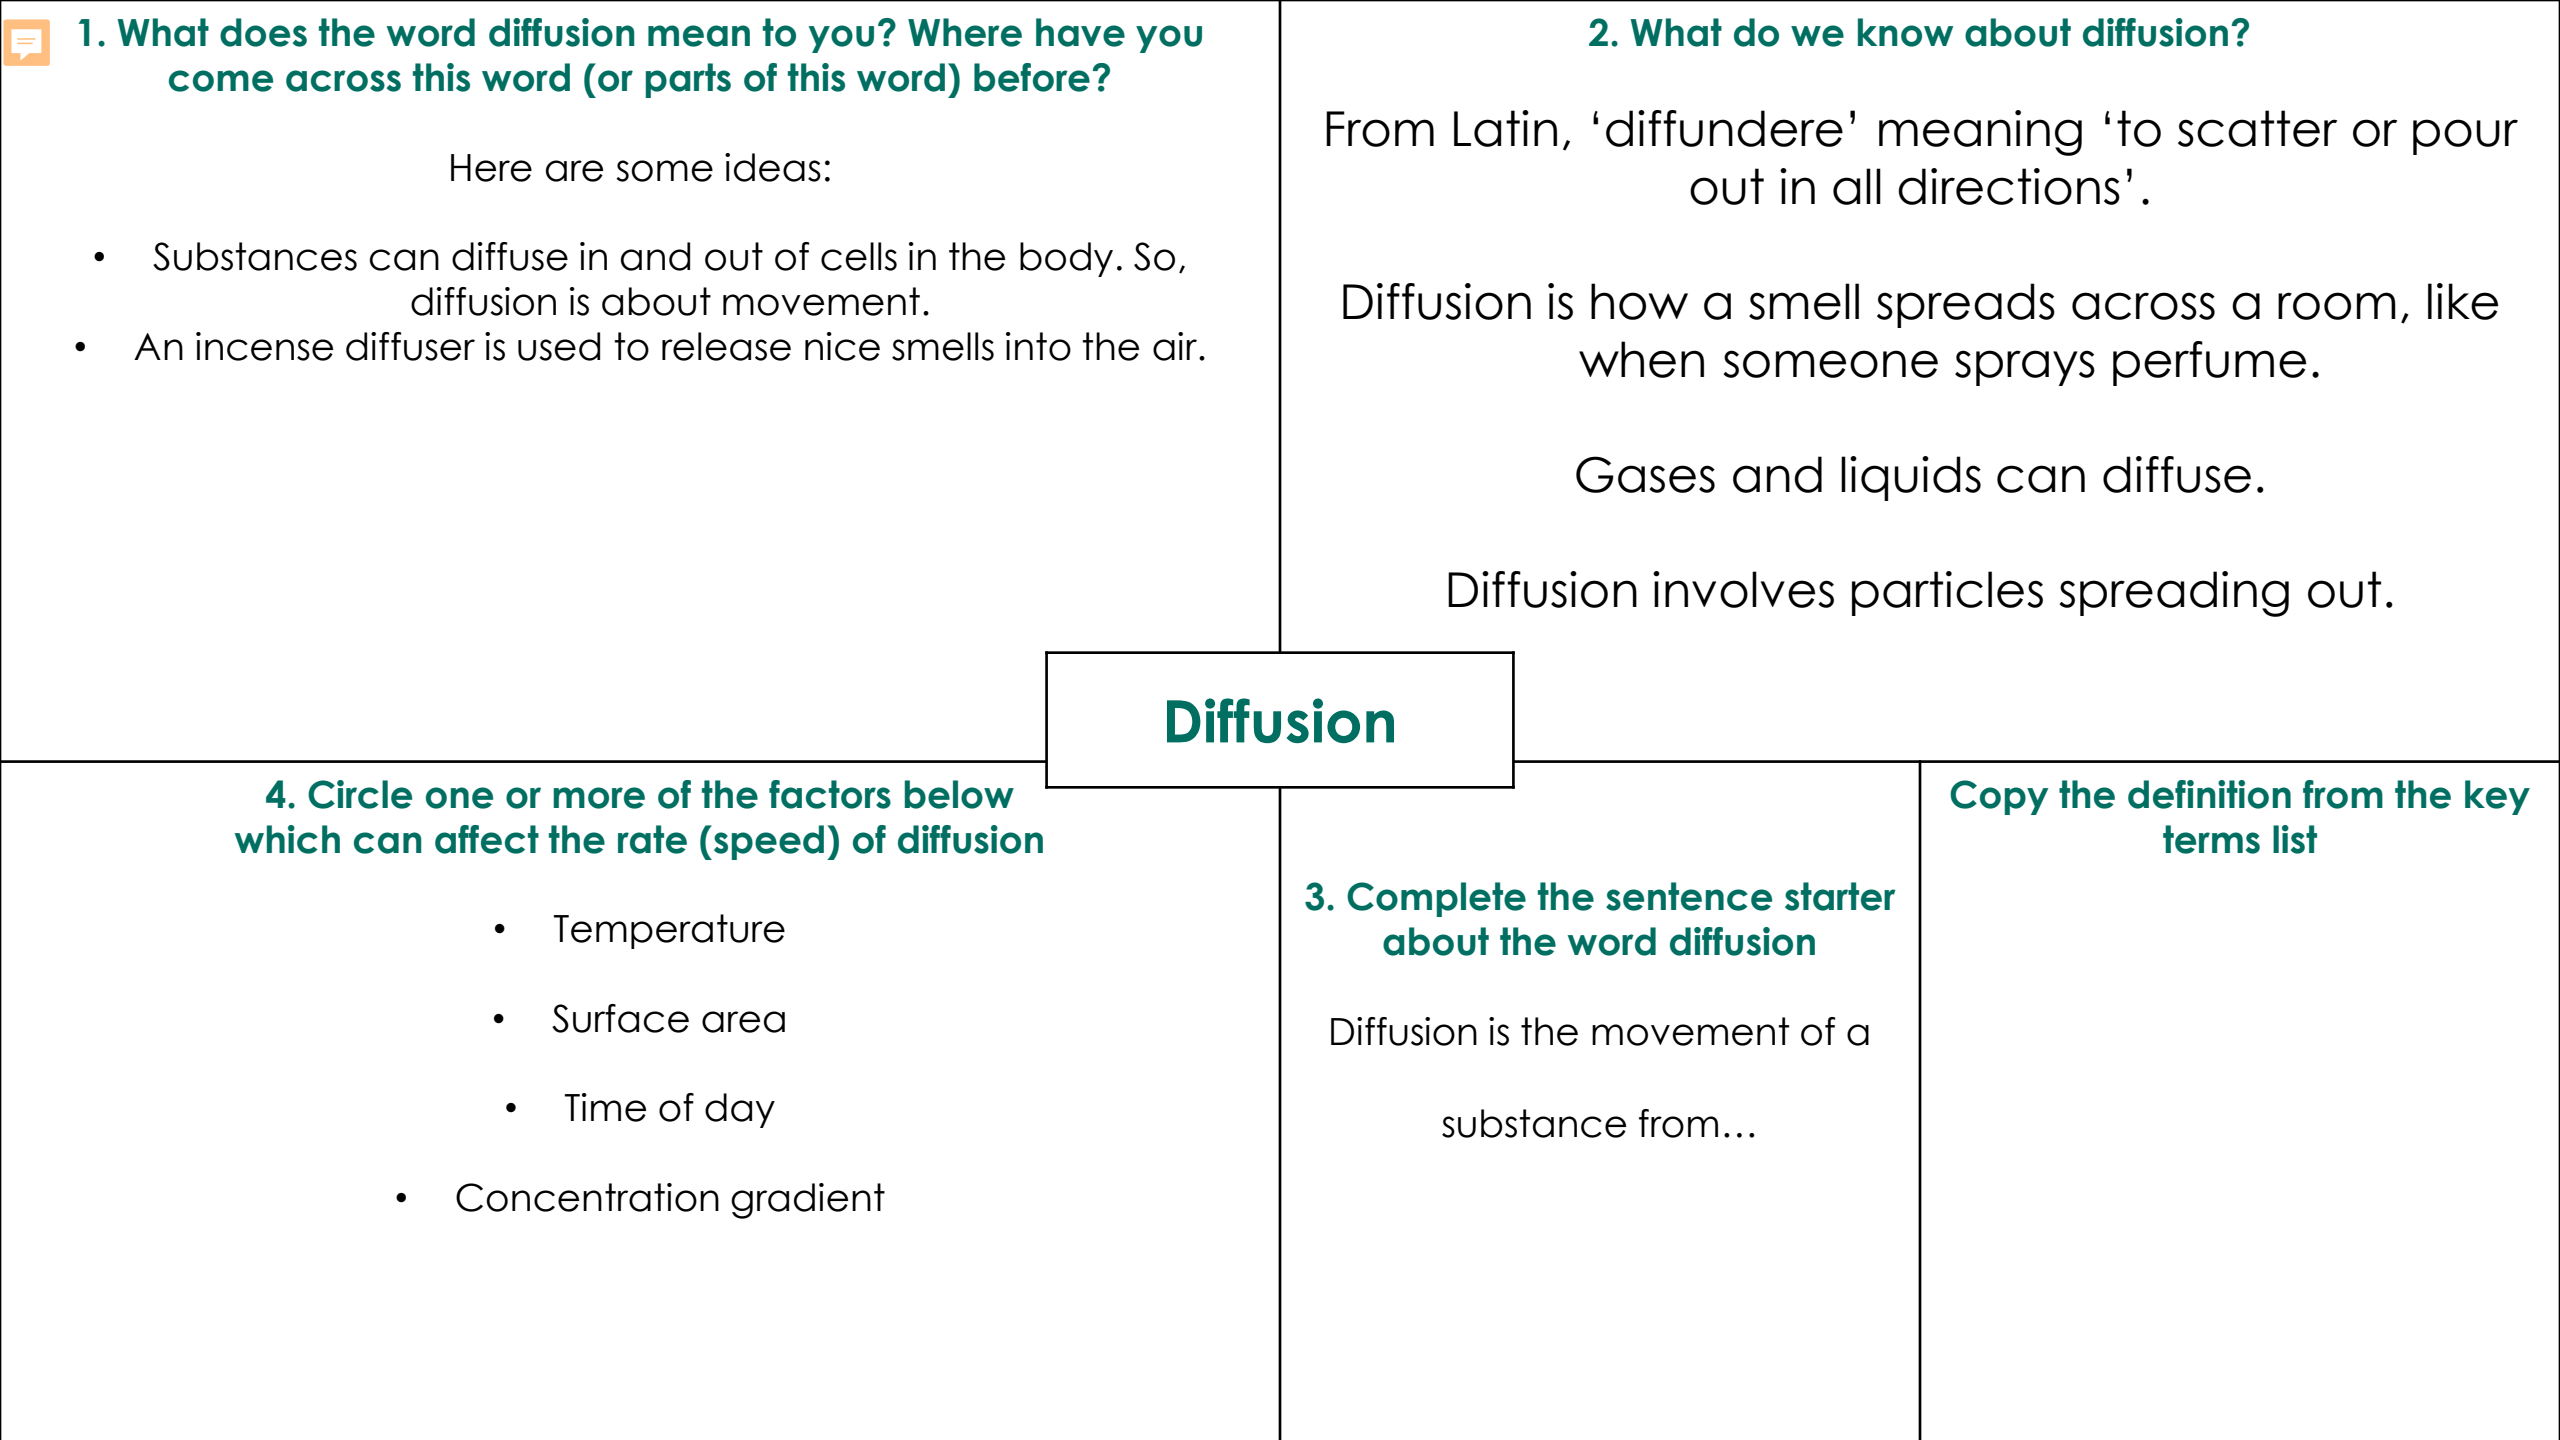 1. What does the word diffusion mean to you? Where have you
come across this word (or parts of this word) before?
Here are some ideas:
• Substances can diffuse in and out of cells in the body. So,
diffusion is about movement.
• An incense diffuser is used to release nice smells into the air.
2. What do we know about diffusion?
From Latin, ‘diffundere’ meaning ‘to scatter or pour
out in all directions’.
Diffusion is how a smell spreads across a room, like
when someone sprays perfume.
Gases and liquids can diffuse.
Diffusion involves particles spreading out.
Diffusion
4. Circle one or more of the factors below
which can affect the rate (speed) of diffusion
• Temperature
• Surface area
• Time of day
• Concentration gradient
3. Complete the sentence starter
about the word diffusion
Diffusion is the movement of a
substance from…
Copy the definition from the key
terms list